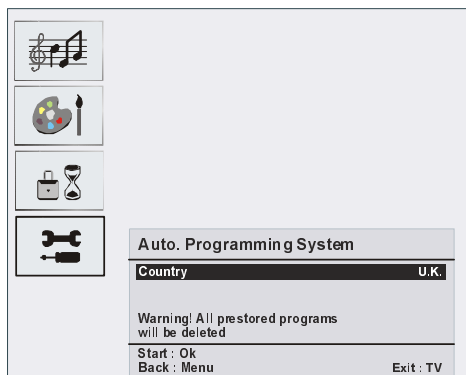 Auto. Programming System
Country U.K.
Warning! All prestored programs
will be deleted
Start : Ok
Back : Menu Exit : TV